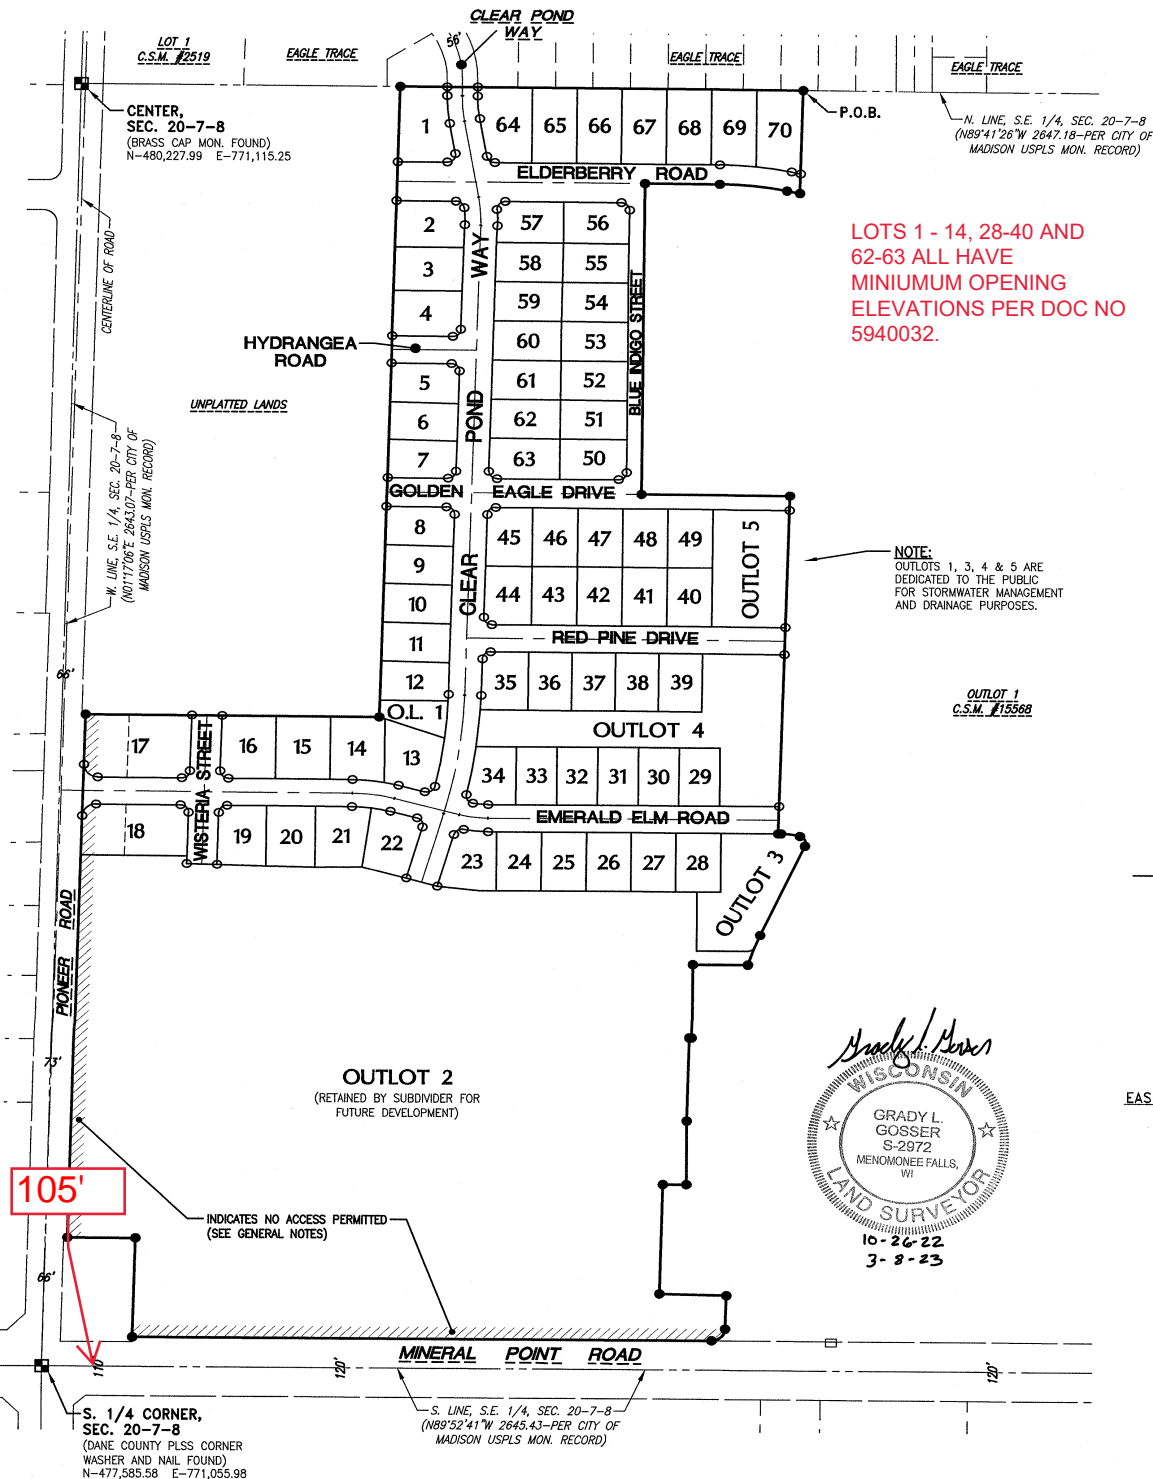 CLEAR POND
WAY
56'
LOT 1
C.S.M. #2519
EAGLE TRACE
EAGLE TRACE
EAGLE TRACE
CENTER,
SEC. 20-7-8
(BRASS CAP MON. FOUND)
N-480,227.99 E-771,115.25
P.O.B.
N. LINE, S.E. 1/4, SEC. 20-7-8
(N89°41'26"W 2647.18-PER CITY OF
MADISON USPLS MON. RECORD)
1
64
65
66
67
68
69
70
ELDERBERRY ROAD
CENTERLINE OF ROAD
2
3
4
57
56
58
55
59
54
60
53
61
52
62
51
63
50
WAY
POND
CLEAR
BLUE INDIGO STREET
LOTS 1 - 14, 28-40 AND
62-63 ALL HAVE
MINIUMUM OPENING
ELEVATIONS PER DOC NO
5940032.
HYDRANGEA
ROAD
UNPLATTED LANDS
5
6
7
W. LINE, S.E. 1/4, SEC. 20-7-8
(N01°17'06"E 2643.07-PER CITY OF
MADISON USPLS MON. RECORD)
GOLDEN EAGLE DRIVE
8
9
10
11
12
O.L. 1
45
46
47
48
49
44
43
42
41
40
OUTLOT 5
NOTE:
OUTLOTS 1, 3, 4 & 5 ARE
DEDICATED TO THE PUBLIC
FOR STORMWATER MANAGEMENT
AND DRAINAGE PURPOSES.
RED PINE DRIVE
66'
35
36
37
38
39
OUTLOT 1
C.S.M. #15568
OUTLOT 4
17
WISTERIA STREET
16
15
14
13
34
33
32
31
30
29
EMERALD ELM ROAD
18
19
20
21
22
23
24
25
26
27
28
OUTLOT 3
PIONEER ROAD
73'
OUTLOT 2
(RETAINED BY SUBDIVIDER FOR
FUTURE DEVELOPMENT)
Grady L. Gosser
WISCONSIN
GRADY L.
GOSSER
S-2972
MENOMONEE FALLS,
WI
LAND SURVEYOR
10-26-22
3-8-23
EAS
105'
INDICATES NO ACCESS PERMITTED
(SEE GENERAL NOTES)
66'
MINERAL POINT ROAD
110'
120'
120'
S. 1/4 CORNER,
SEC. 20-7-8
(DANE COUNTY PLSS CORNER
WASHER AND NAIL FOUND)
N-477,585.58 E-771,055.98
S. LINE, S.E. 1/4, SEC. 20-7-8
(N89°52'41"W 2645.43-PER CITY OF
MADISON USPLS MON. RECORD)